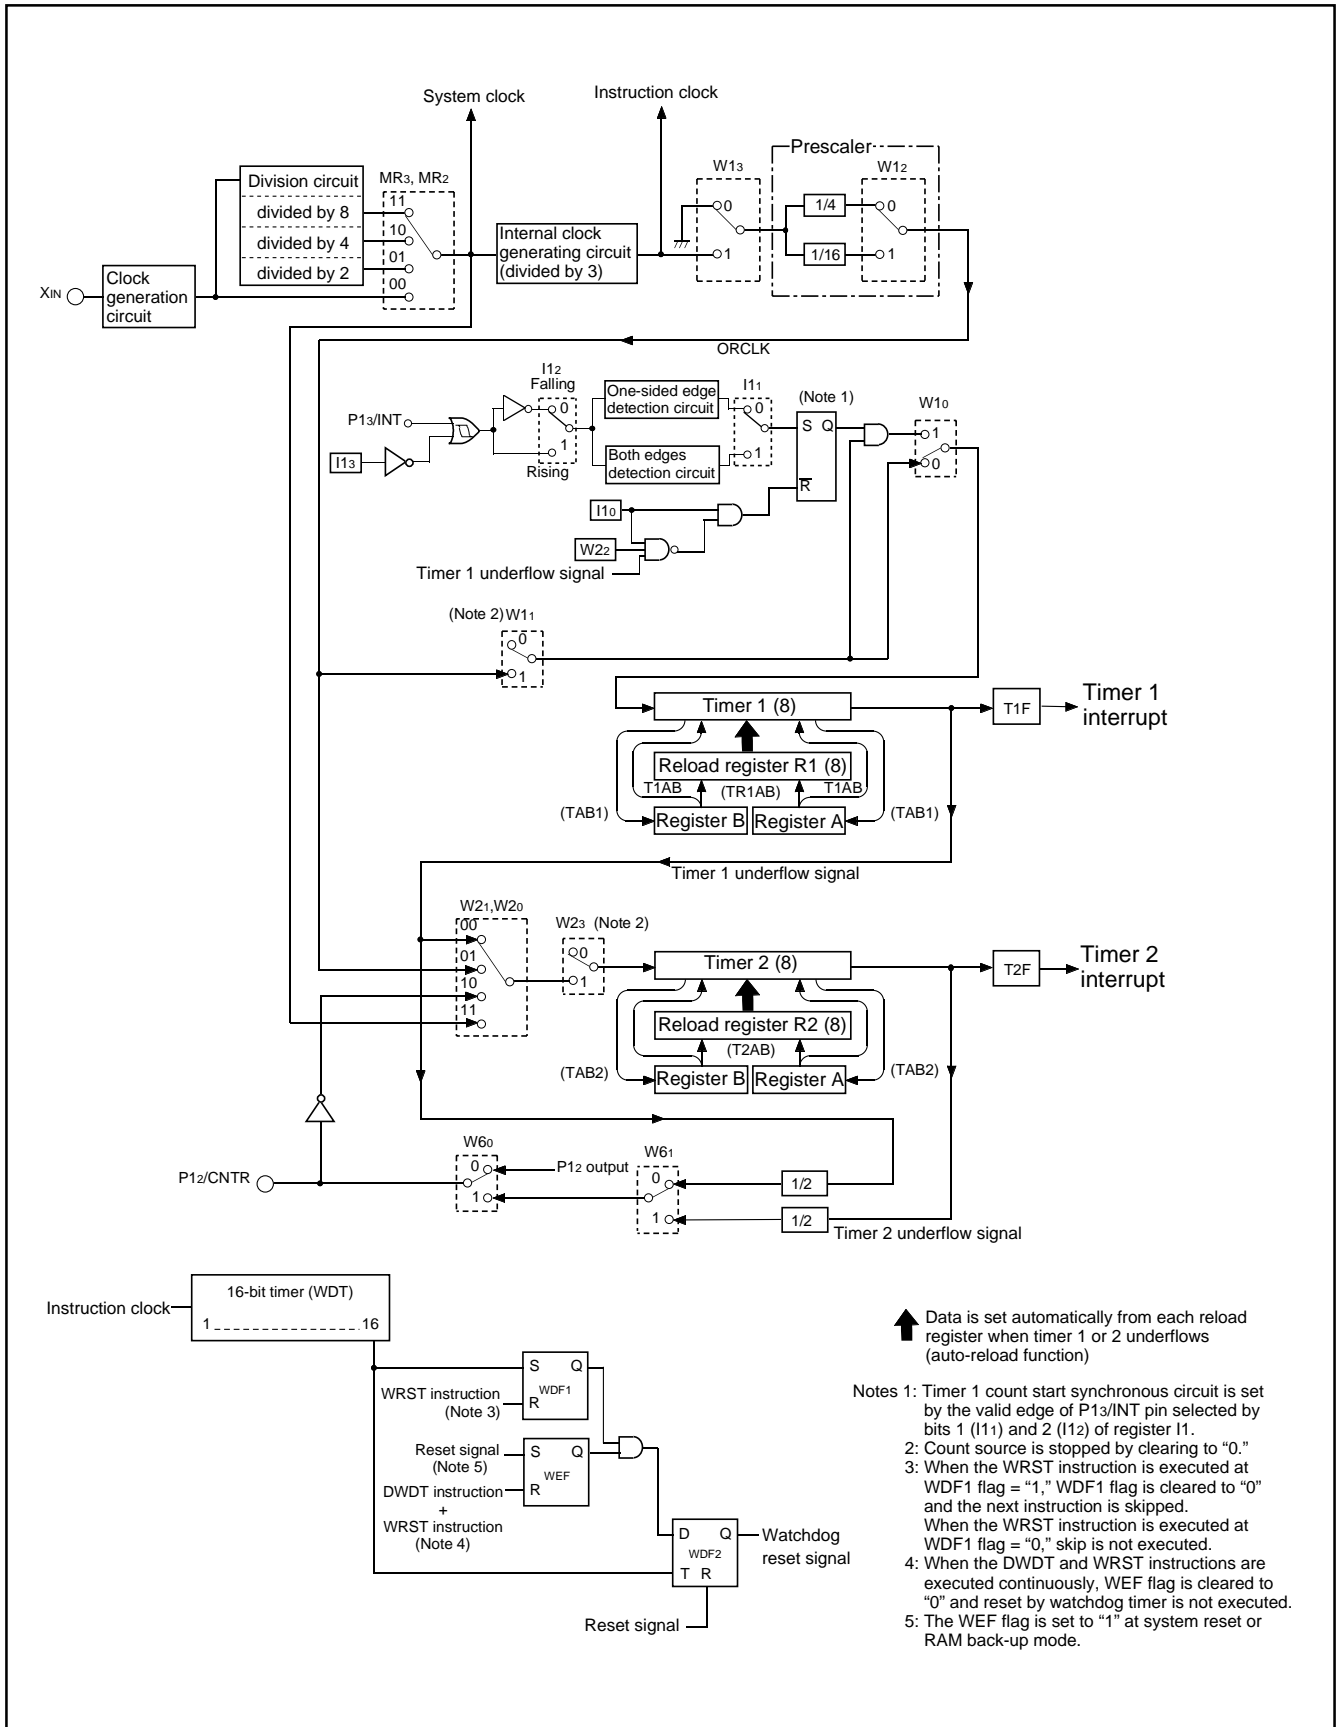 System clock
Instruction clock
Prescaler
W13
W12
Division circuit
MR3, MR2
divided by 8
11
divided by 4
10
divided by 2
01
00
Internal clock
generating circuit
(divided by 3)
0
1
1/4
1/16
0
1
XIN
Clock
generation
circuit
ORCLK
I12
Falling
0
1
Rising
P13/INT
I13
One-sided edge
detection circuit
Both edges
detection circuit
I11
0
1
(Note 1)
S Q
R
W10
1
0
I10
W22
Timer 1 underflow signal
(Note 2) W11
0
1
Timer 1 (8)
T1F
Timer 1
interrupt
Reload register R1 (8)
T1AB
(TR1AB)
T1AB
(TAB1)
Register B
Register A
(TAB1)
Timer 1 underflow signal
W21,W20
00
01
10
11
W23 (Note 2)
0
1
Timer 2 (8)
T2F
Timer 2
interrupt
Reload register R2 (8)
(T2AB)
(TAB2)
Register B
Register A
(TAB2)
W60
0
1
P12 output
W61
0
1
1/2
1/2
P12/CNTR
Timer 2 underflow signal
16-bit timer (WDT)
Instruction clock
1 16
S Q
WDF1
R
WRST instruction
(Note 3)
Reset signal
(Note 5)
S Q
WEF
R
DWDT instruction
+
WRST instruction
(Note 4)
D Q
WDF2
T R
Watchdog
reset signal
Reset signal
Data is set automatically from each reload
register when timer 1 or 2 underflows
(auto-reload function)
Notes 1: Timer 1 count start synchronous circuit is set
by the valid edge of P13/INT pin selected by
bits 1 (I11) and 2 (I12) of register I1.
2: Count source is stopped by clearing to “0.”
3: When the WRST instruction is executed at
WDF1 flag = “1,” WDF1 flag is cleared to “0”
and the next instruction is skipped.
When the WRST instruction is executed at
WDF1 flag = “0,” skip is not executed.
4: When the DWDT and WRST instructions are
executed continuously, WEF flag is cleared to
“0” and reset by watchdog timer is not executed.
5: The WEF flag is set to “1” at system reset or
RAM back-up mode.